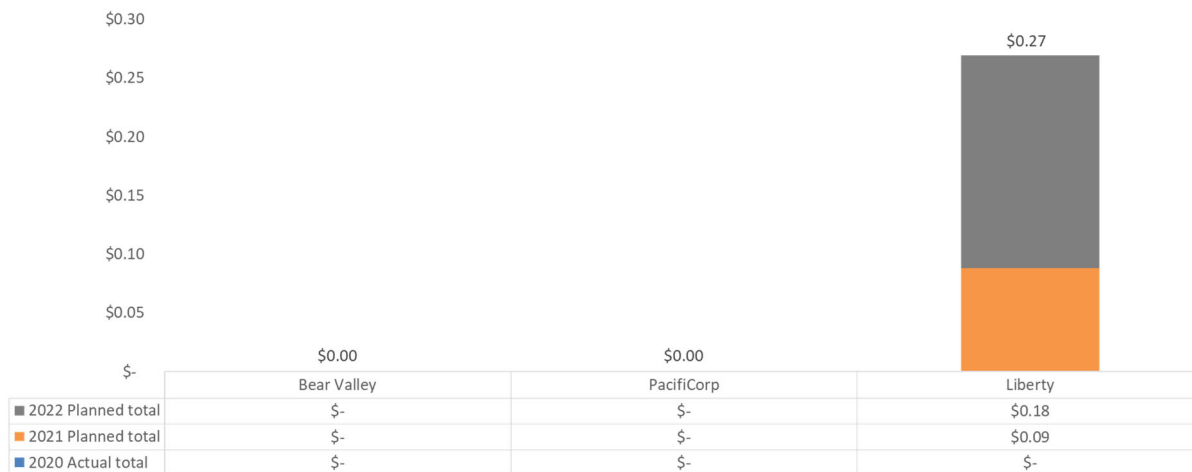 $0.30
$0.27
$0.25
$0.20
$0.15
$0.10
$0.05
$0.00 $0.00
$-
Bear Valley PacifiCorp Liberty
2022 Planned total $- $- $0.18
2021 Planned total $- $- $0.09
2020 Actual total $- $- $-